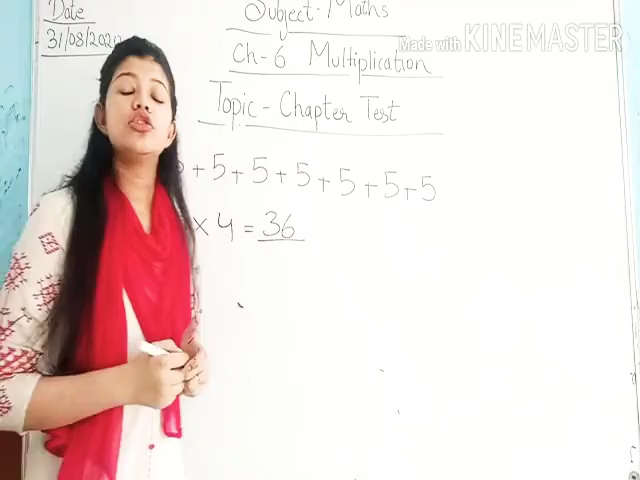 Date
Subject - Maths
31/08/202
Ch-6 Multiplication
Made with KINEMASTER
Topic - Chapter Test
+ 5 + 5 + 5 + 5 + 5 + 5
× 4 = 36